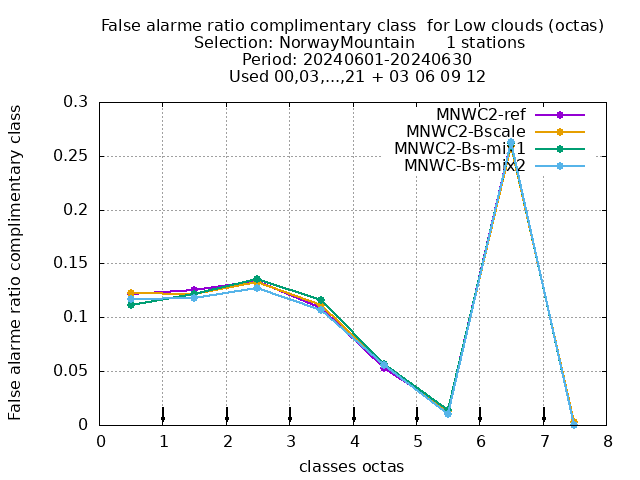 False alarme ratio complimentary class  for Low clouds (octas)
Selection: NorwayMountain      1 stations
Period: 20240601-20240630
Used 00,03,...,21 + 03 06 09 12
False alarme ratio complimentary class
0.3
0.25
0.2
0.15
0.1
0.05
0
MNWC2-ref
MNWC2-Bscale
MNWC2-Bs-mix1
MNWC-Bs-mix2
0 1 2 3 4 5 6 7 8
classes octas